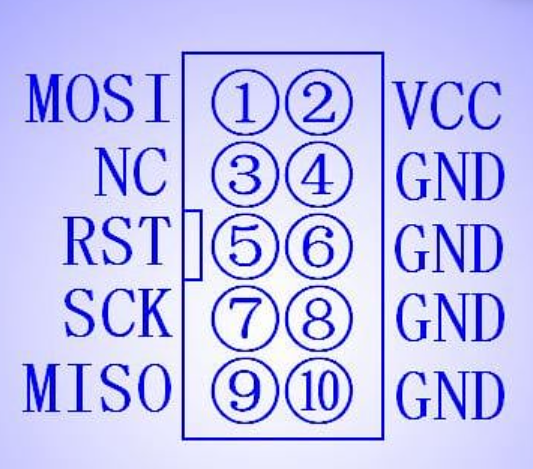 MOSI ① ② VCC
NC ③ ④ GND
RST ⑤ ⑥ GND
SCK ⑦ ⑧ GND
MISO ⑨ ⑩ GND